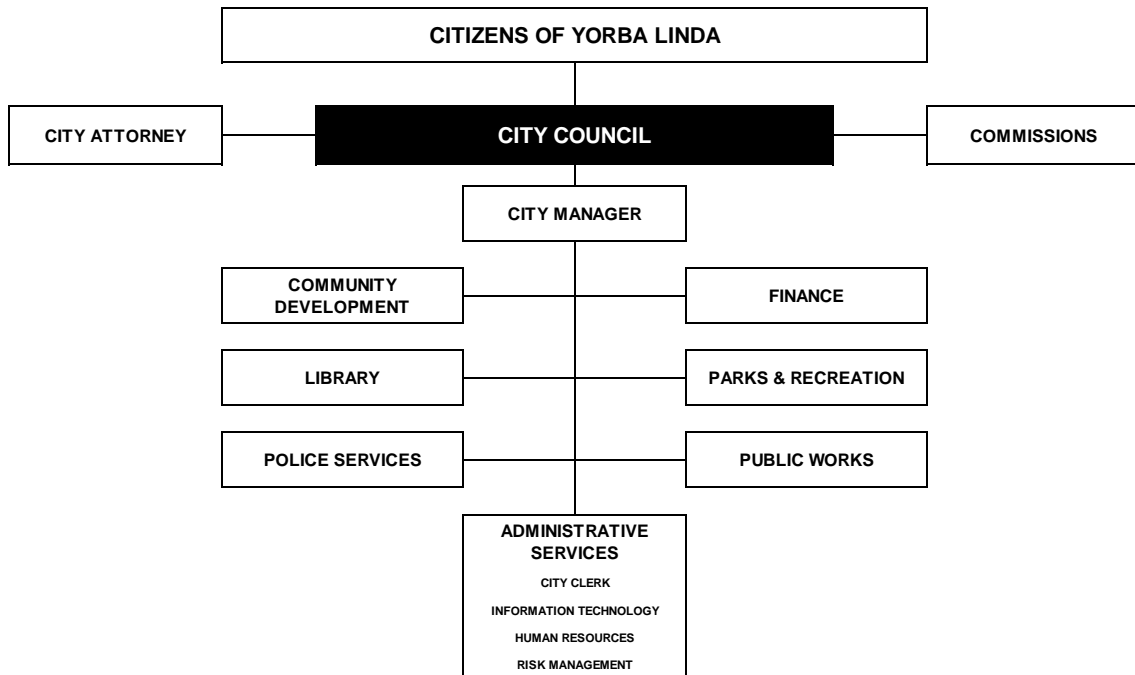 CITIZENS OF YORBA LINDA
CITY ATTORNEY
CITY COUNCIL
COMMISSIONS
CITY MANAGER
COMMUNITY
DEVELOPMENT
FINANCE
LIBRARY
PARKS & RECREATION
POLICE SERVICES
PUBLIC WORKS
ADMINISTRATIVE
SERVICES
CITY CLERK
INFORMATION TECHNOLOGY
HUMAN RESOURCES
RISK MANAGEMENT